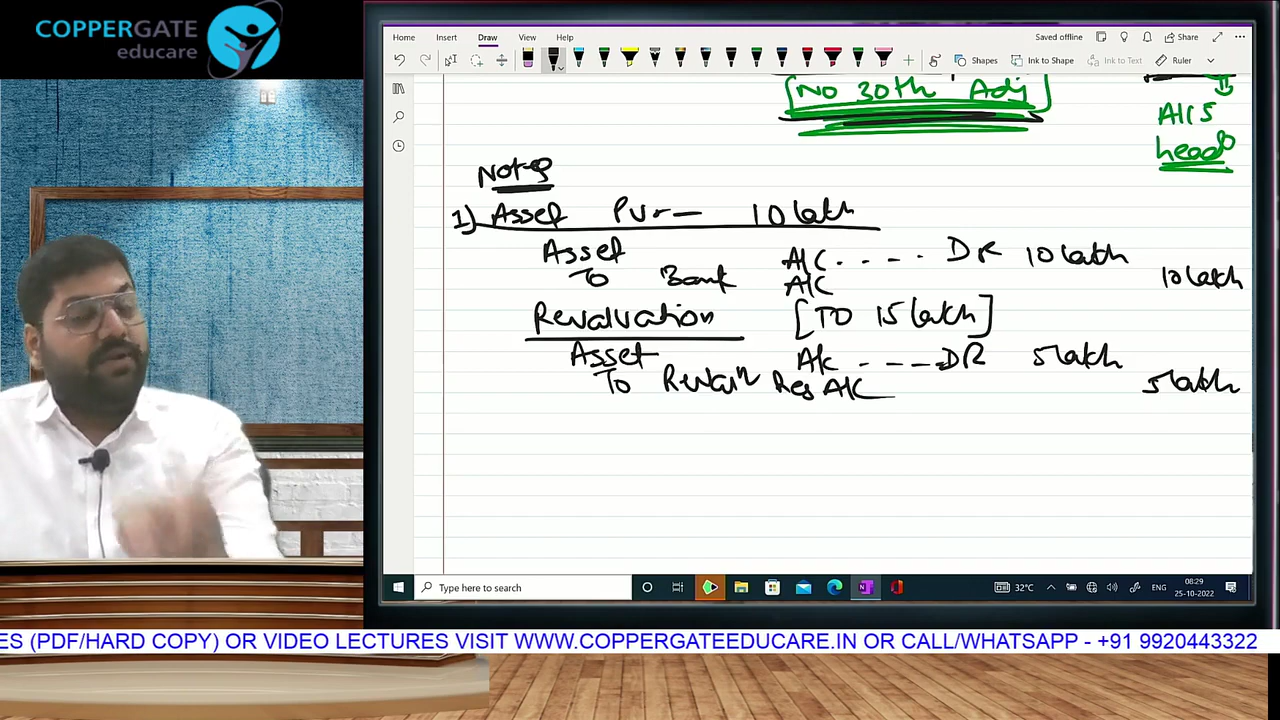 COPPERGATE
educare
Home Insert Draw View Help
Saved offline
Share
Shapes
Ink to Shape
Ink to Text
Ruler
[No 30th Adj]
A/CS
head
Notes
1) Asset Pur— 10 lakh
Asset A/C.... DR 10 lakh
To Bank A/C 10 lakh
Revaluation [TO 15 lakh]
Asset A/c ----DR 5 lakh
To Reval'n Res A/C 5 lakh
Type here to search
32°C
ENG
08:29
25-10-2022
ES (PDF/HARD COPY) OR VIDEO LECTURES VISIT WWW.COPPERGATEEDUCARE.IN OR CALL/WHATSAPP - +91 9920443322